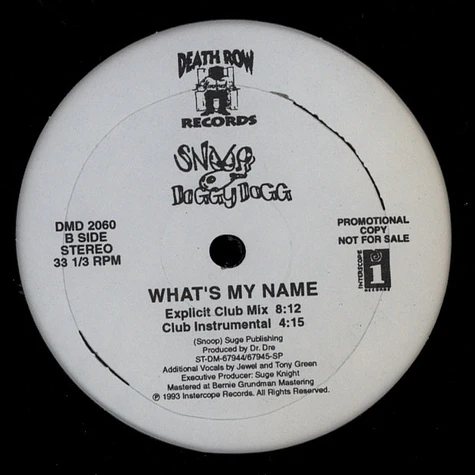 DEATH ROW
RECORDS
SNOOP
DOGGY DOGG
DMD 2060
B SIDE
STEREO
33 1/3 RPM
PROMOTIONAL
COPY
NOT FOR SALE
INTERSCOPE
i
RECORDS
WHAT'S MY NAME
Explicit Club Mix 8:12
Club Instrumental 4:15
(Snoop) Suge Publishing
Produced by Dr. Dre
ST-DM-67944/67945-SP
Additional Vocals by Jewel and Tony Green
Executive Producer: Suge Knight
Mastered at Bernie Grundman Mastering
℗ 1993 Instercope Records. All Rights Reserved.